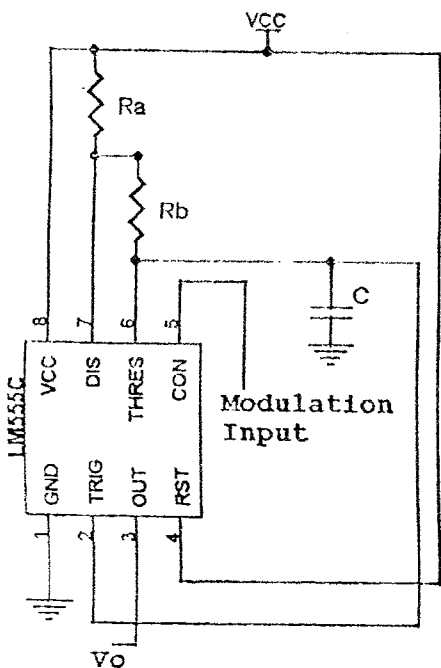 VCC
Ra
Rb
C
8
7
6
5
VCC
DIS
THRES
CON
LM555C
Modulation
Input
GND
TRIG
OUT
RST
1
2
3
4
Vo